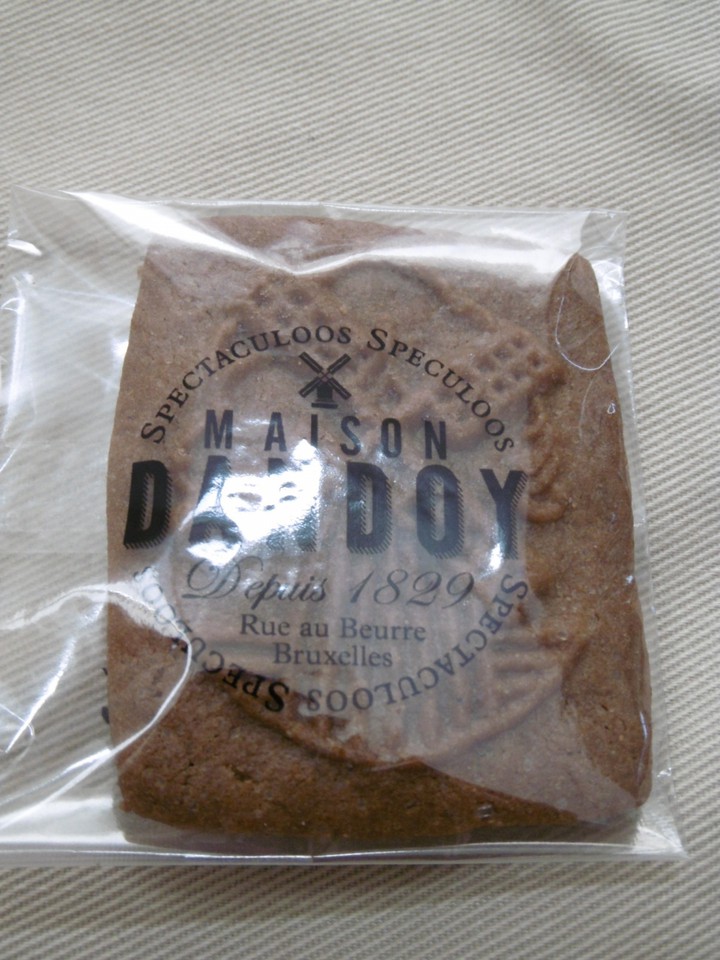 SPECTACULOOS SPECULOOS
MAISON
DANDOY
Depuis 1829
Rue au Beurre
Bruxelles
SPECTACULOOS SPECULOOS